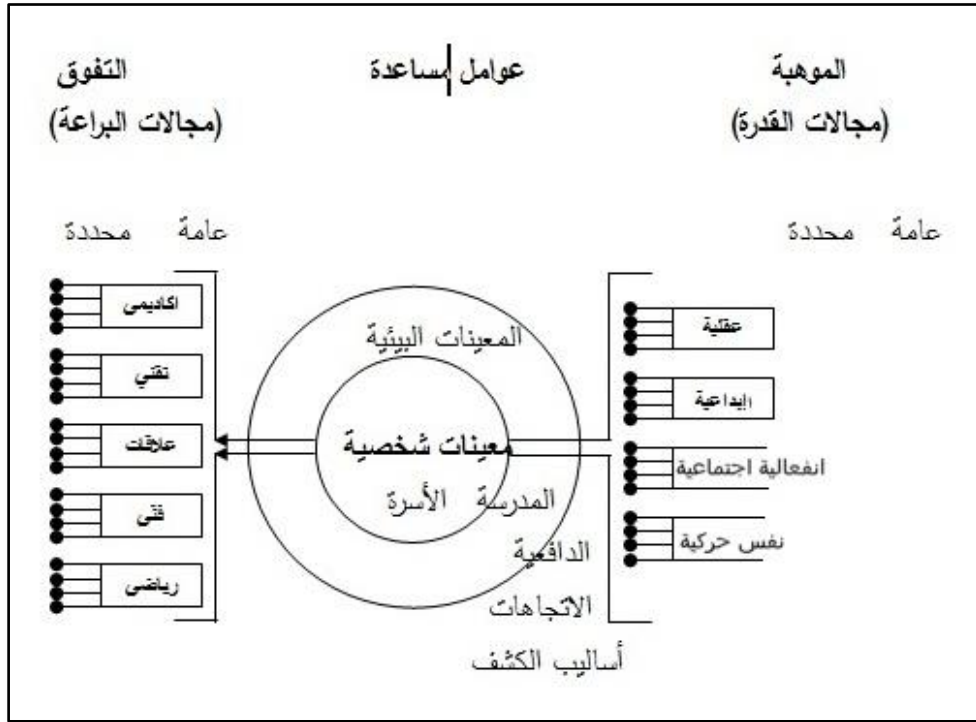 الموهبة
(مجالات القدرة)
عوامل مساعدة
التفوق
(مجالات البراعة)
عامة محددة
عامة محددة
عقلية
إبداعية
انفعالية اجتماعية
نفس حركية
المعينات البيئية
معينات شخصية
المدرسة الأسرة
الدافعية
الاتجاهات
أساليب الكشف
اكاديمى
تقني
علاقات
فنى
رياضى